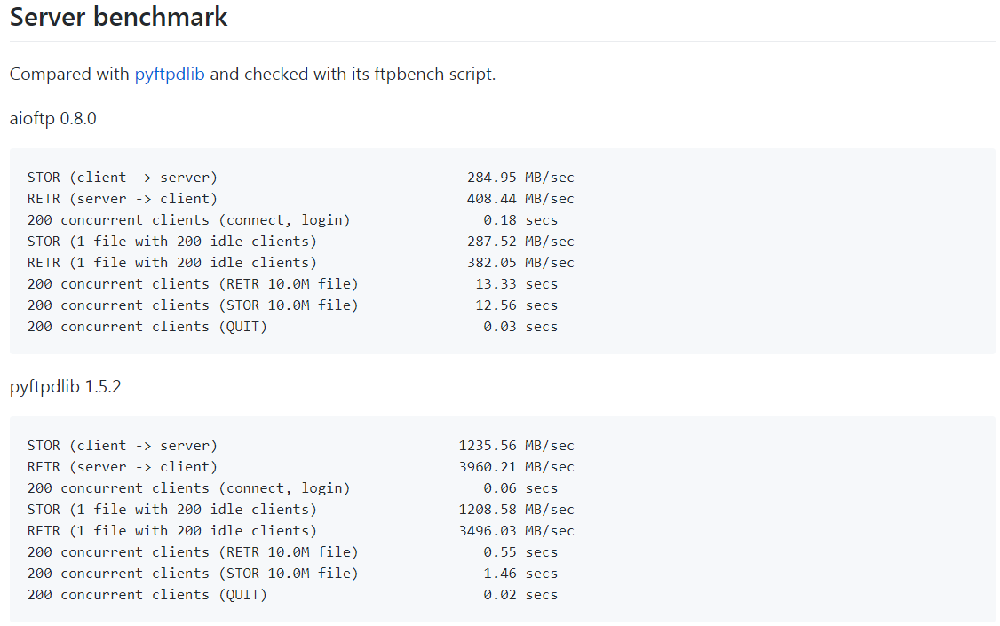 Server benchmark
Compared with pyftpdlib and checked with its ftpbench script.
aioftp 0.8.0
STOR (client -> server) 284.95 MB/sec
RETR (server -> client) 408.44 MB/sec
200 concurrent clients (connect, login) 0.18 secs
STOR (1 file with 200 idle clients) 287.52 MB/sec
RETR (1 file with 200 idle clients) 382.05 MB/sec
200 concurrent clients (RETR 10.0M file) 13.33 secs
200 concurrent clients (STOR 10.0M file) 12.56 secs
200 concurrent clients (QUIT) 0.03 secs
pyftpdlib 1.5.2
STOR (client -> server) 1235.56 MB/sec
RETR (server -> client) 3960.21 MB/sec
200 concurrent clients (connect, login) 0.06 secs
STOR (1 file with 200 idle clients) 1208.58 MB/sec
RETR (1 file with 200 idle clients) 3496.03 MB/sec
200 concurrent clients (RETR 10.0M file) 0.55 secs
200 concurrent clients (STOR 10.0M file) 1.46 secs
200 concurrent clients (QUIT) 0.02 secs